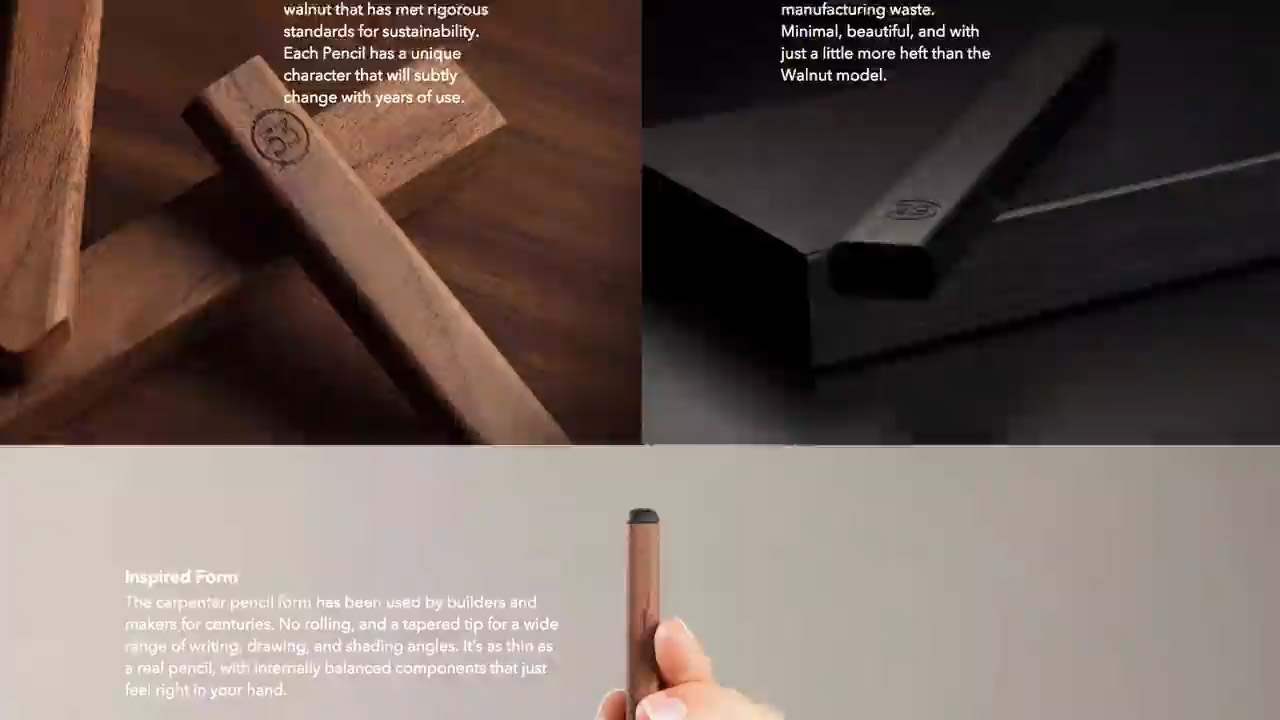 walnut that has met rigorous
standards for sustainability.
Each Pencil has a unique
character that will subtly
change with years of use.
53
manufacturing waste.
Minimal, beautiful, and with
just a little more heft than the
Walnut model.
53
Inspired Form
The carpenter pencil form has been used by builders and
makers for centuries. No rolling, and a tapered tip for a wide
range of writing, drawing, and shading angles. It's as thin as
a real pencil, with internally balanced components that just
feel right in your hand.